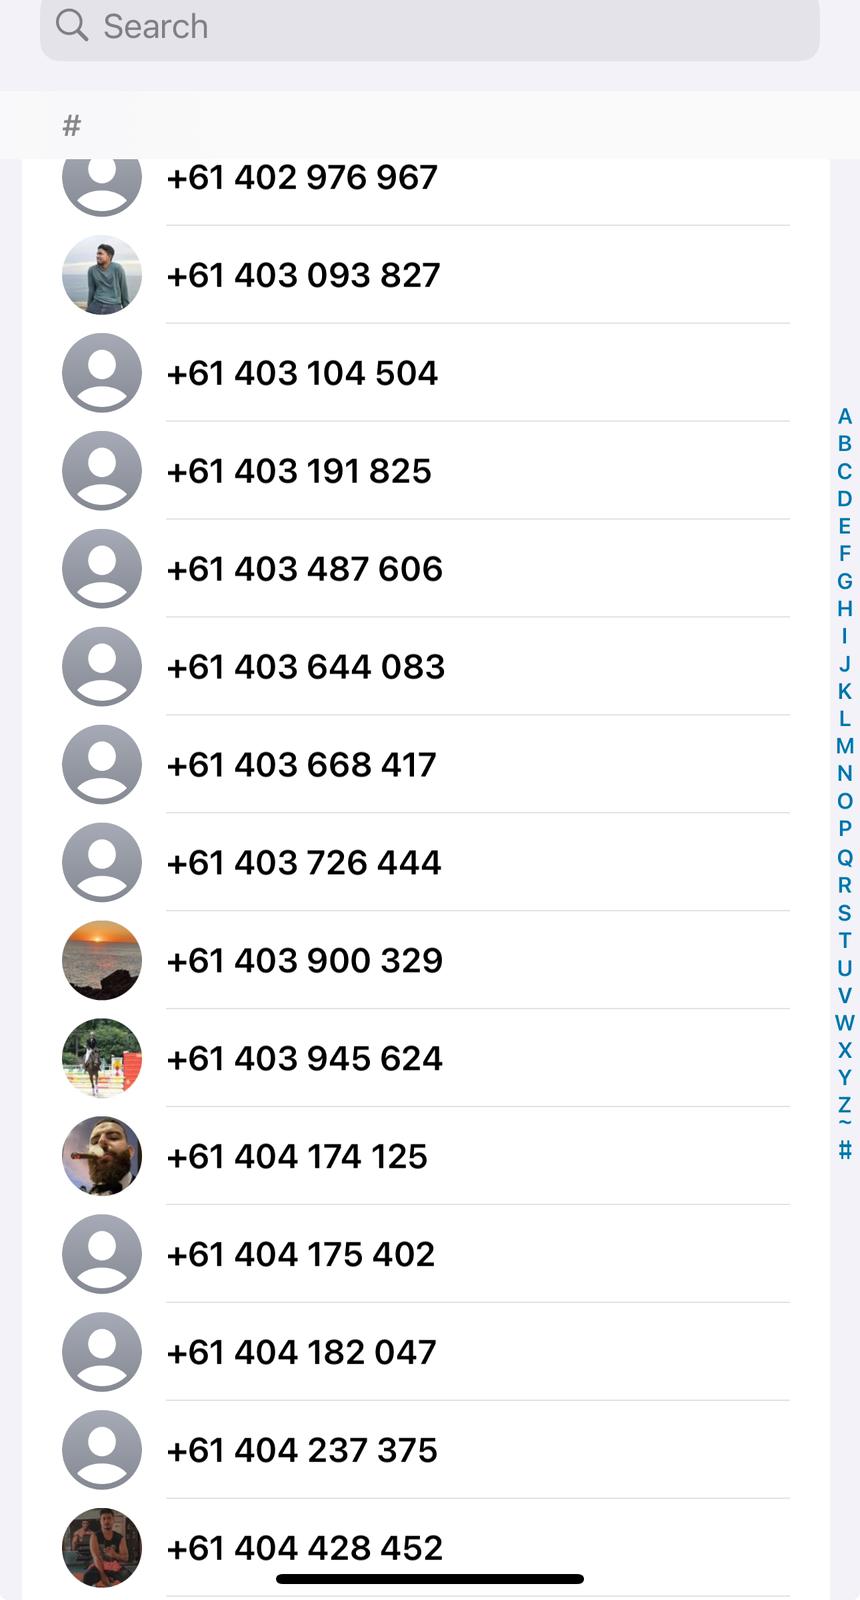 Search
#
+61 402 976 967
+61 403 093 827
+61 403 104 504
+61 403 191 825
+61 403 487 606
+61 403 644 083
+61 403 668 417
+61 403 726 444
+61 403 900 329
+61 403 945 624
+61 404 174 125
+61 404 175 402
+61 404 182 047
+61 404 237 375
+61 404 428 452
A
B
C
D
E
F
G
H
I
J
K
L
M
N
O
P
Q
R
S
T
U
V
W
X
Y
Z
~
#